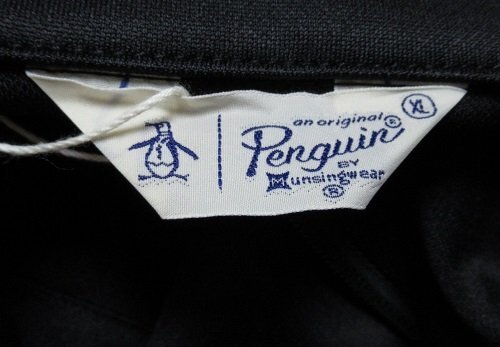 XL
an original ®
Penguin
BY
Munsingwear
®